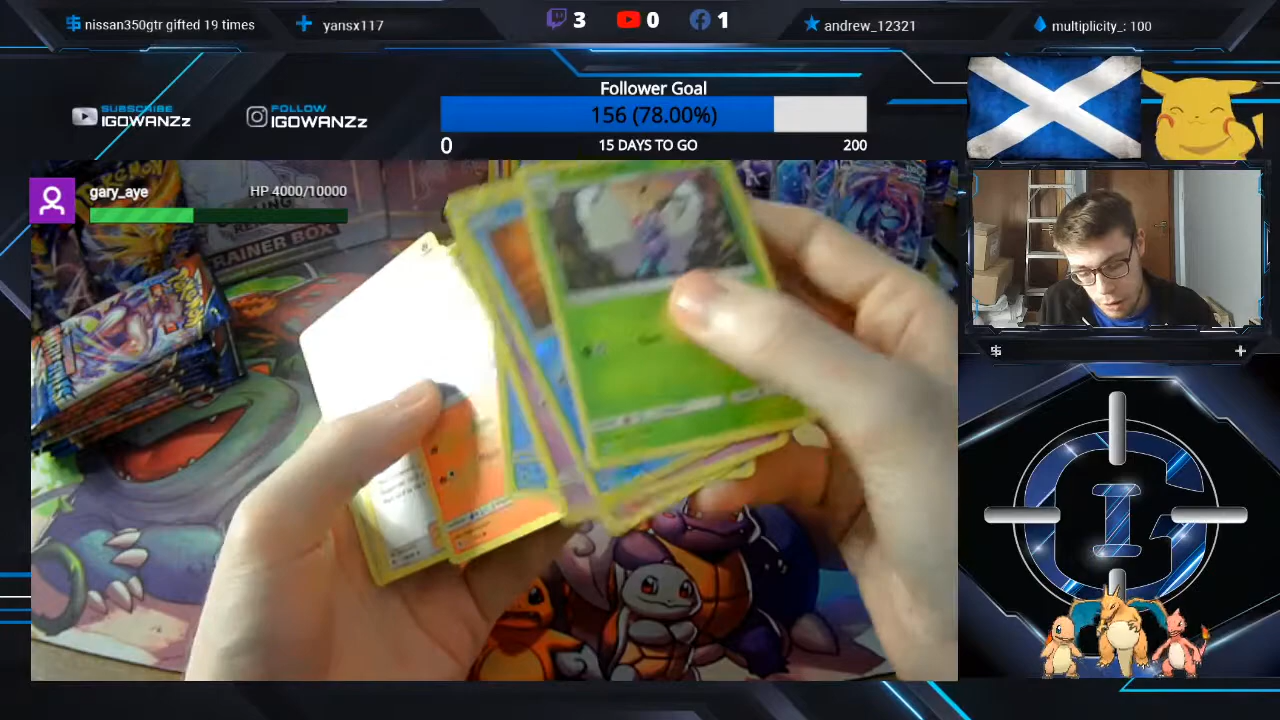 nissan350gtr gifted 19 times
yansx117
3
0
1
andrew_12321
multiplicity_: 100
SUBSCRIBE
IGOWANZz
FOLLOW
IGOWANZz
Follower Goal
156 (78.00%)
0
15 DAYS TO GO
200
gary_aye
HP 4000/10000
TRAINER BOX